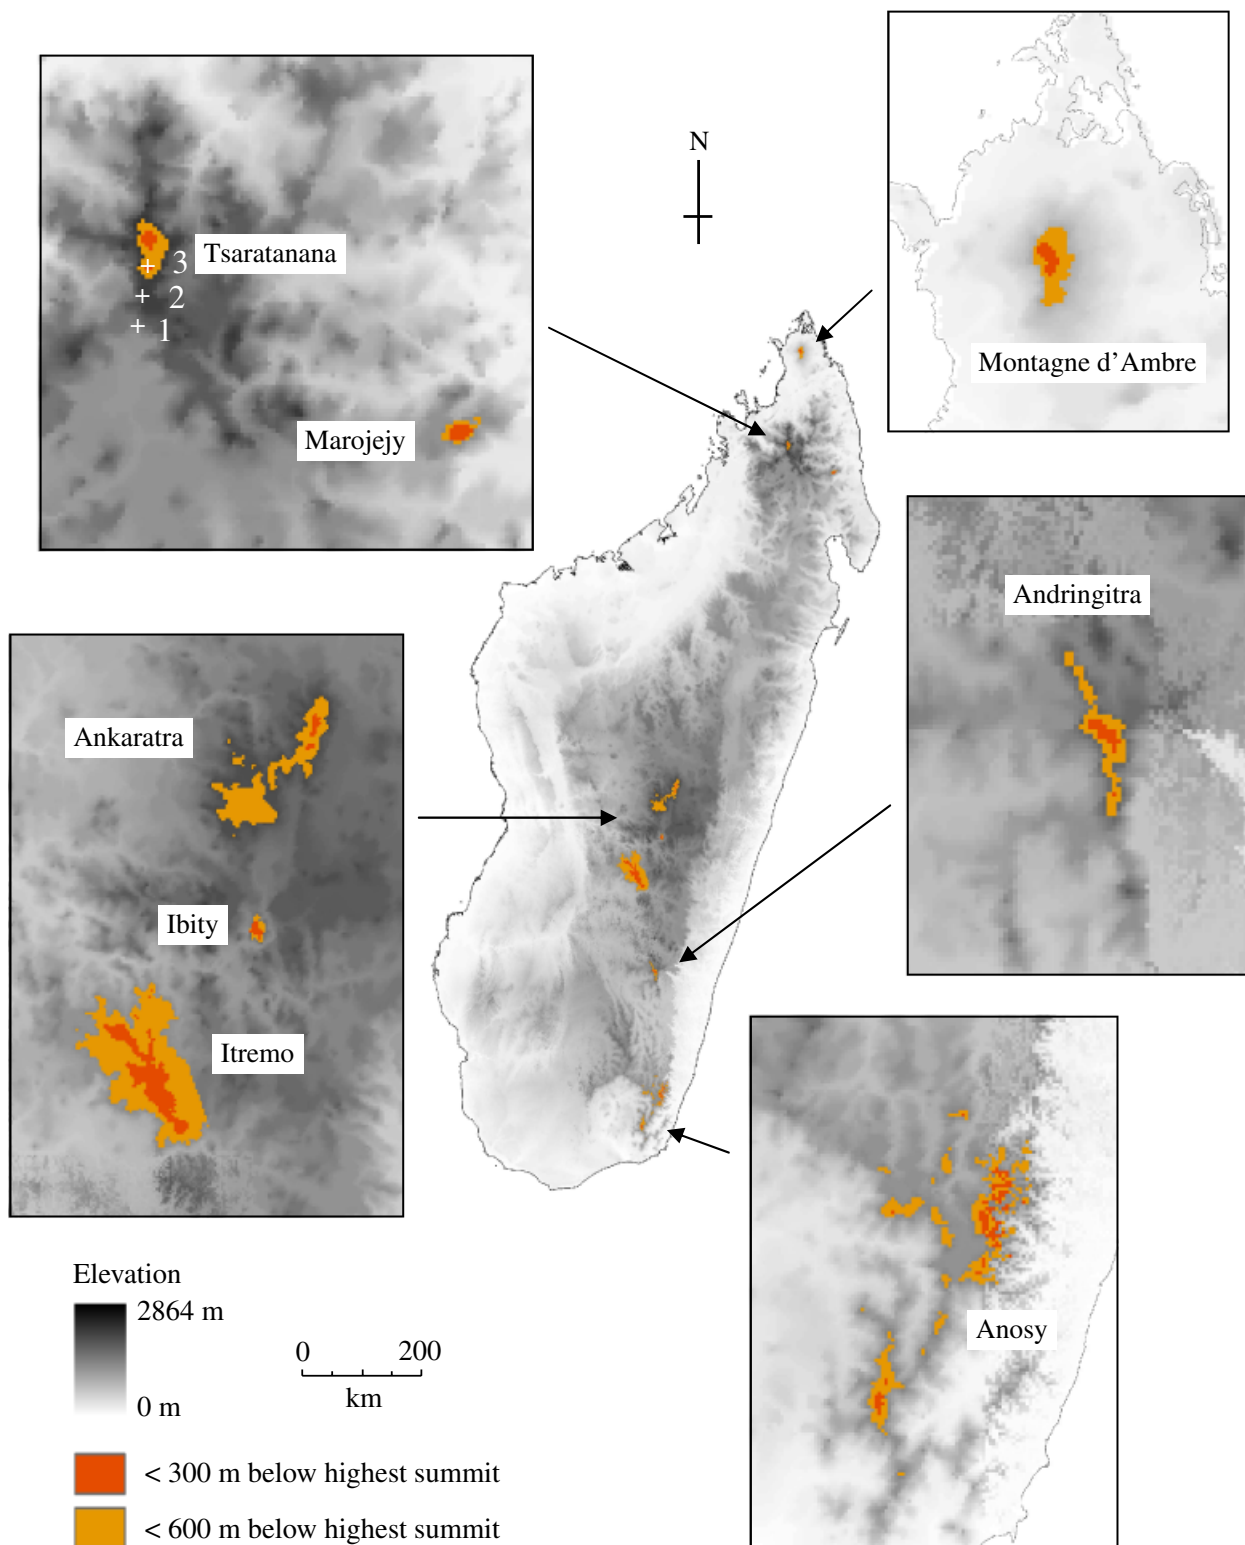 N
Tsaratanana
3
2
1
Marojejy
Montagne d’Ambre
Andringitra
Ankaratra
Ibity
Itremo
Anosy
Elevation
2864 m
0 m
0 200
km
< 300 m below highest summit
< 600 m below highest summit